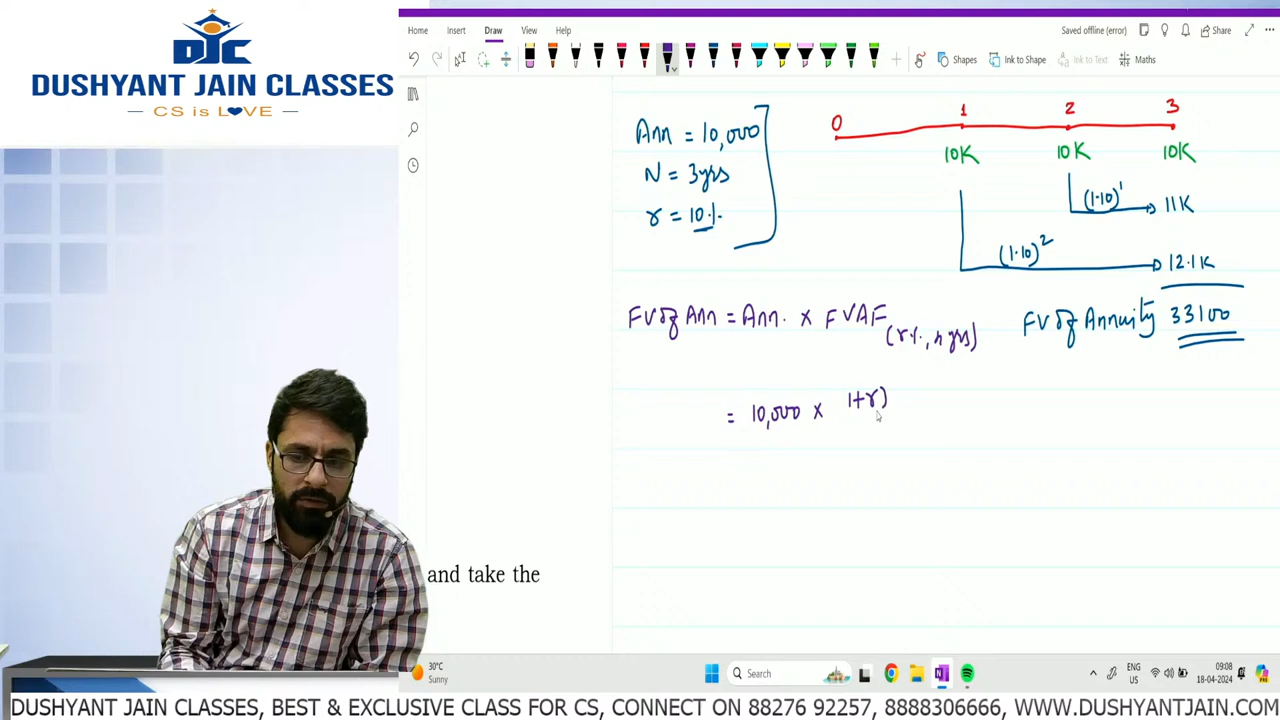 DJC
DUSHYANT JAIN CLASSES
CS is L♥VE
Home Insert Draw View Help
Saved offline (error)
Share
Shapes
Ink to Shape
Ink to Text
Maths
Ann = 10,000
N = 3yrs
r = 10%
0 1 2 3
10K 10K 10K
(1.10)¹ 11K
(1.10)² 12.1K
FV of Ann = Ann. x FVAF (r%, n yrs)
FV of Annuity 33100
= 10,000 x 1+r)
and take the
30°C
Sunny
Search
ENG
US
09:08
18-04-2024
DUSHYANT JAIN CLASSES, BEST & EXCLUSIVE CLASS FOR CS, CONNECT ON 88276 92257, 8888306666, WWW.DUSHYANTJAIN.COM